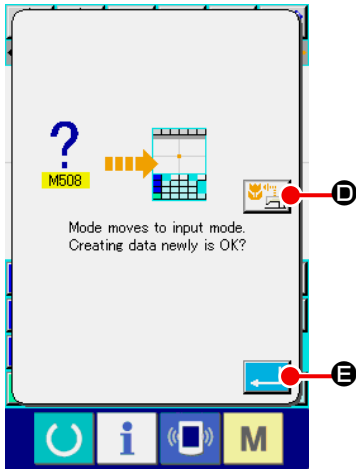 ?
M508
D
Mode moves to input mode.
Creating data newly is OK?
E
i
M